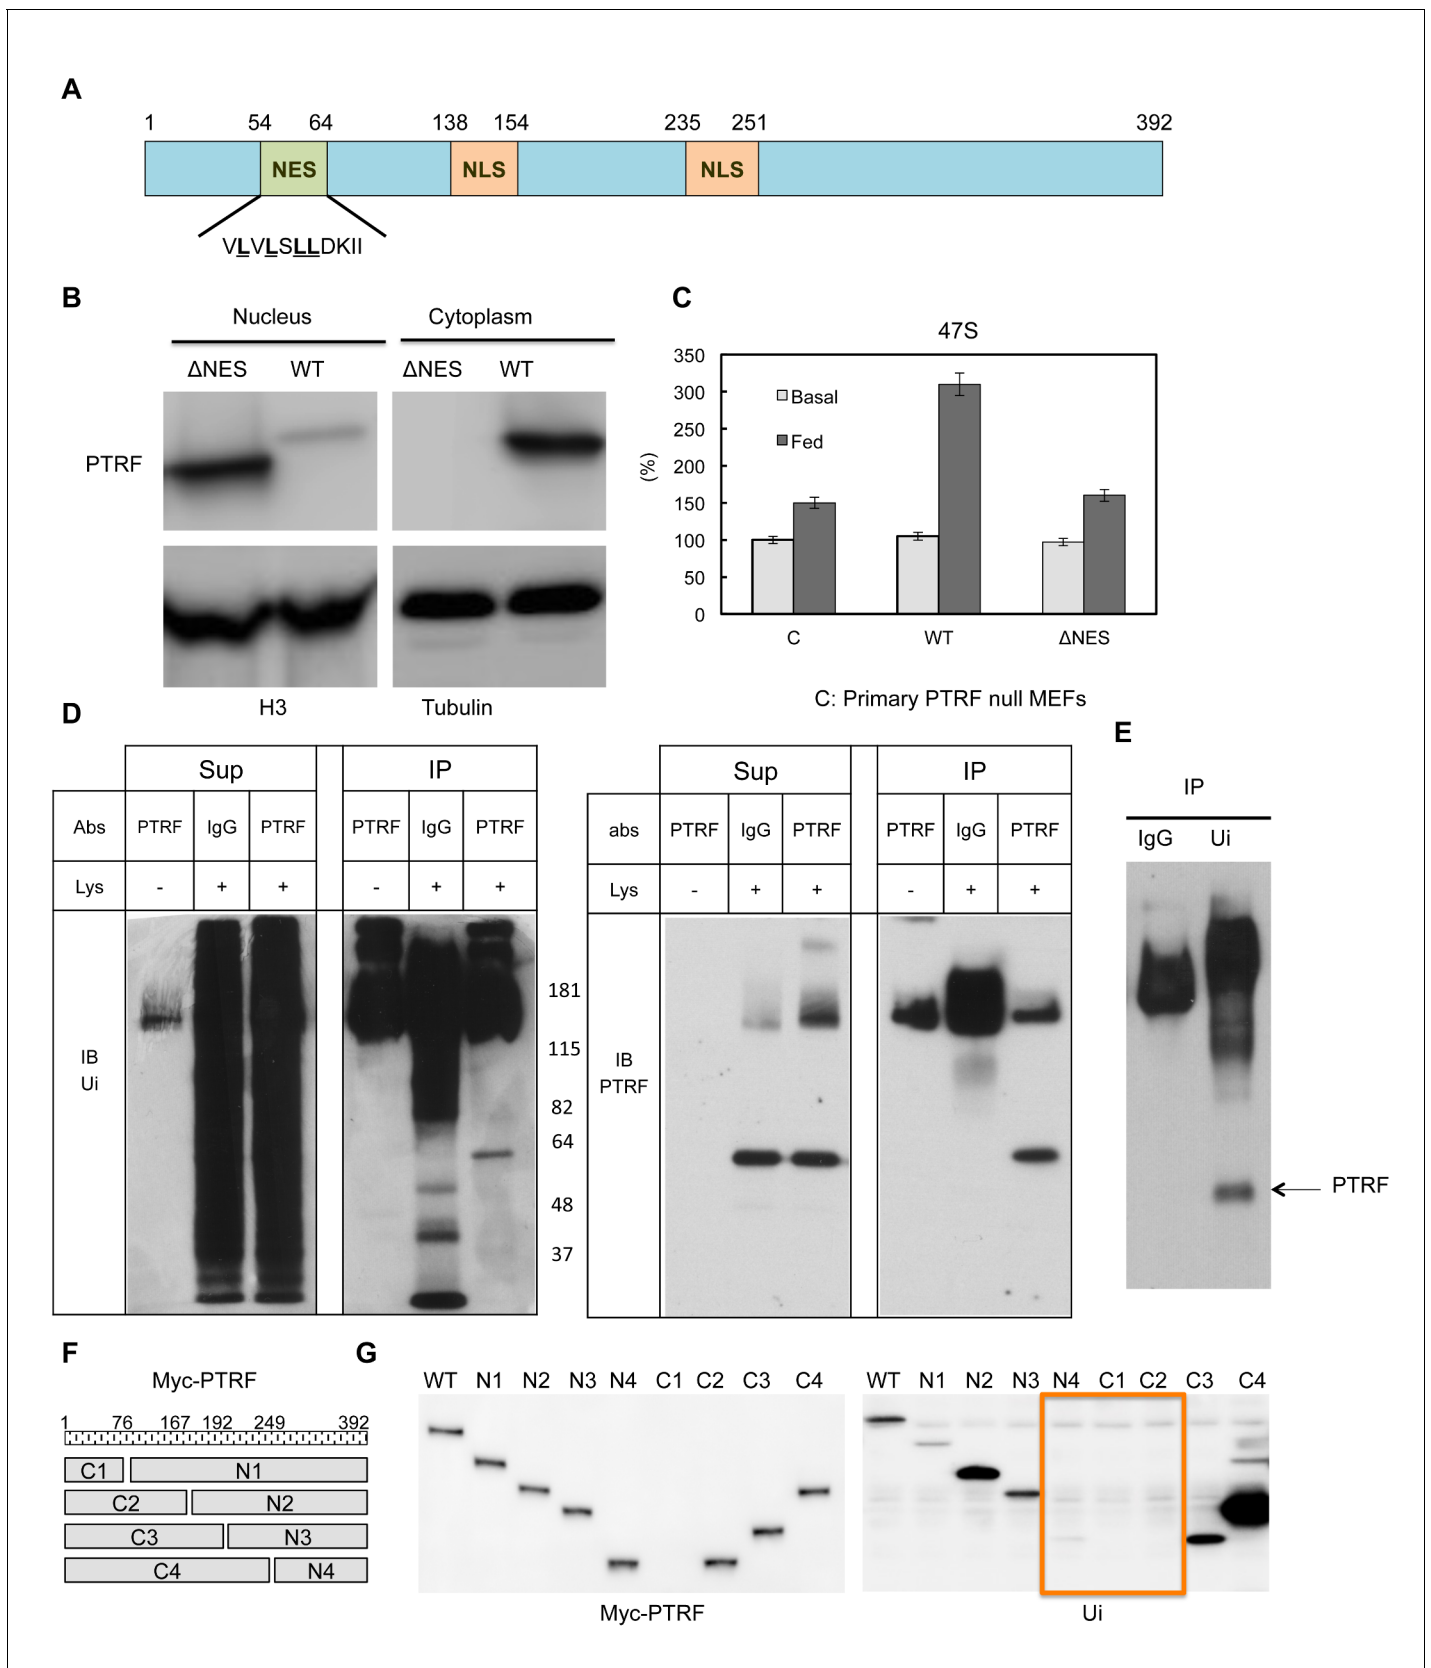 A
1 54 64 138 154 235 251 392
NES NLS NLS
VLVLSLLDKII
B
Nucleus Cytoplasm
ΔNES WT ΔNES WT
PTRF
H3 Tubulin
C
47S
350
300
250
200
150
100
50
0
(%)
Basal
Fed
C WT ΔNES
C: Primary PTRF null MEFs
D
Sup IP
Abs PTRF IgG PTRF PTRF IgG PTRF
Lys - + + - + +
IB
Ui
181
115
82
64
48
37
Sup IP
abs PTRF IgG PTRF PTRF IgG PTRF
Lys - + + - + +
IB
PTRF
E
IP
IgG Ui
PTRF
F
Myc-PTRF
1 76 167 192 249 392
C1 N1
C2 N2
C3 N3
C4 N4
G
WT N1 N2 N3 N4 C1 C2 C3 C4
Myc-PTRF
WT N1 N2 N3 N4 C1 C2 C3 C4
Ui